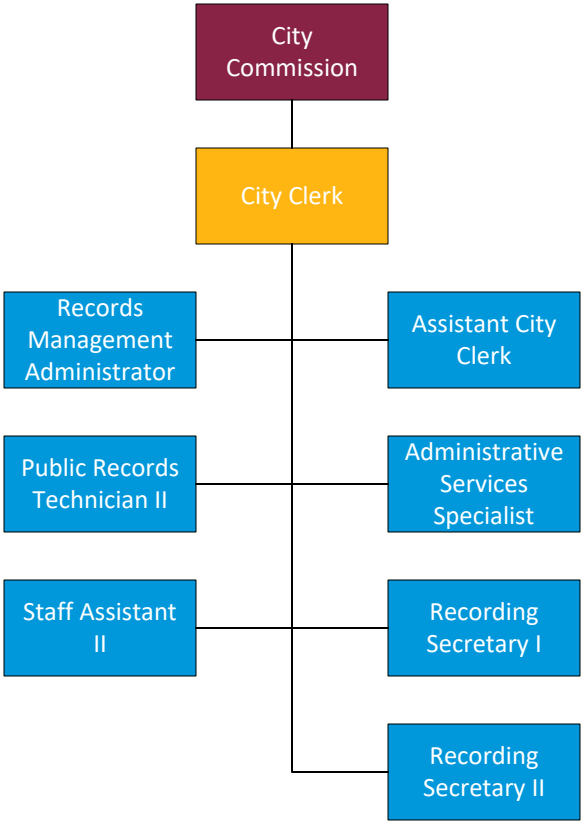 City
Commission
City Clerk
Records
Management
Administrator
Assistant City
Clerk
Public Records
Technician II
Administrative
Services
Specialist
Staff Assistant
II
Recording
Secretary I
Recording
Secretary II